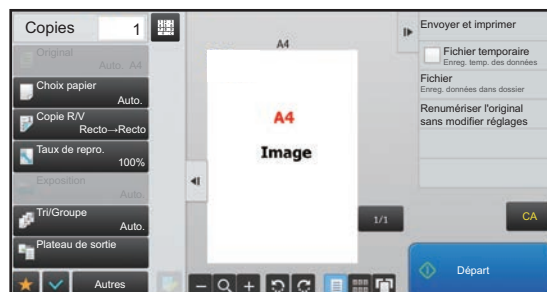 Copies 1
Original
Auto. A4
Choix papier
Auto.
Copie R/V
Recto→Recto
Taux de repro.
100%
Exposition
Auto.
Tri/Groupe
Auto.
Plateau de sortie
Autres
A4
A4
Image
1/1
Envoyer et imprimer
Fichier temporaire
Enreg. temp. des données
Fichier
Enreg. données dans dossier
Renumériser l'original
sans modifier réglages
CA
Départ